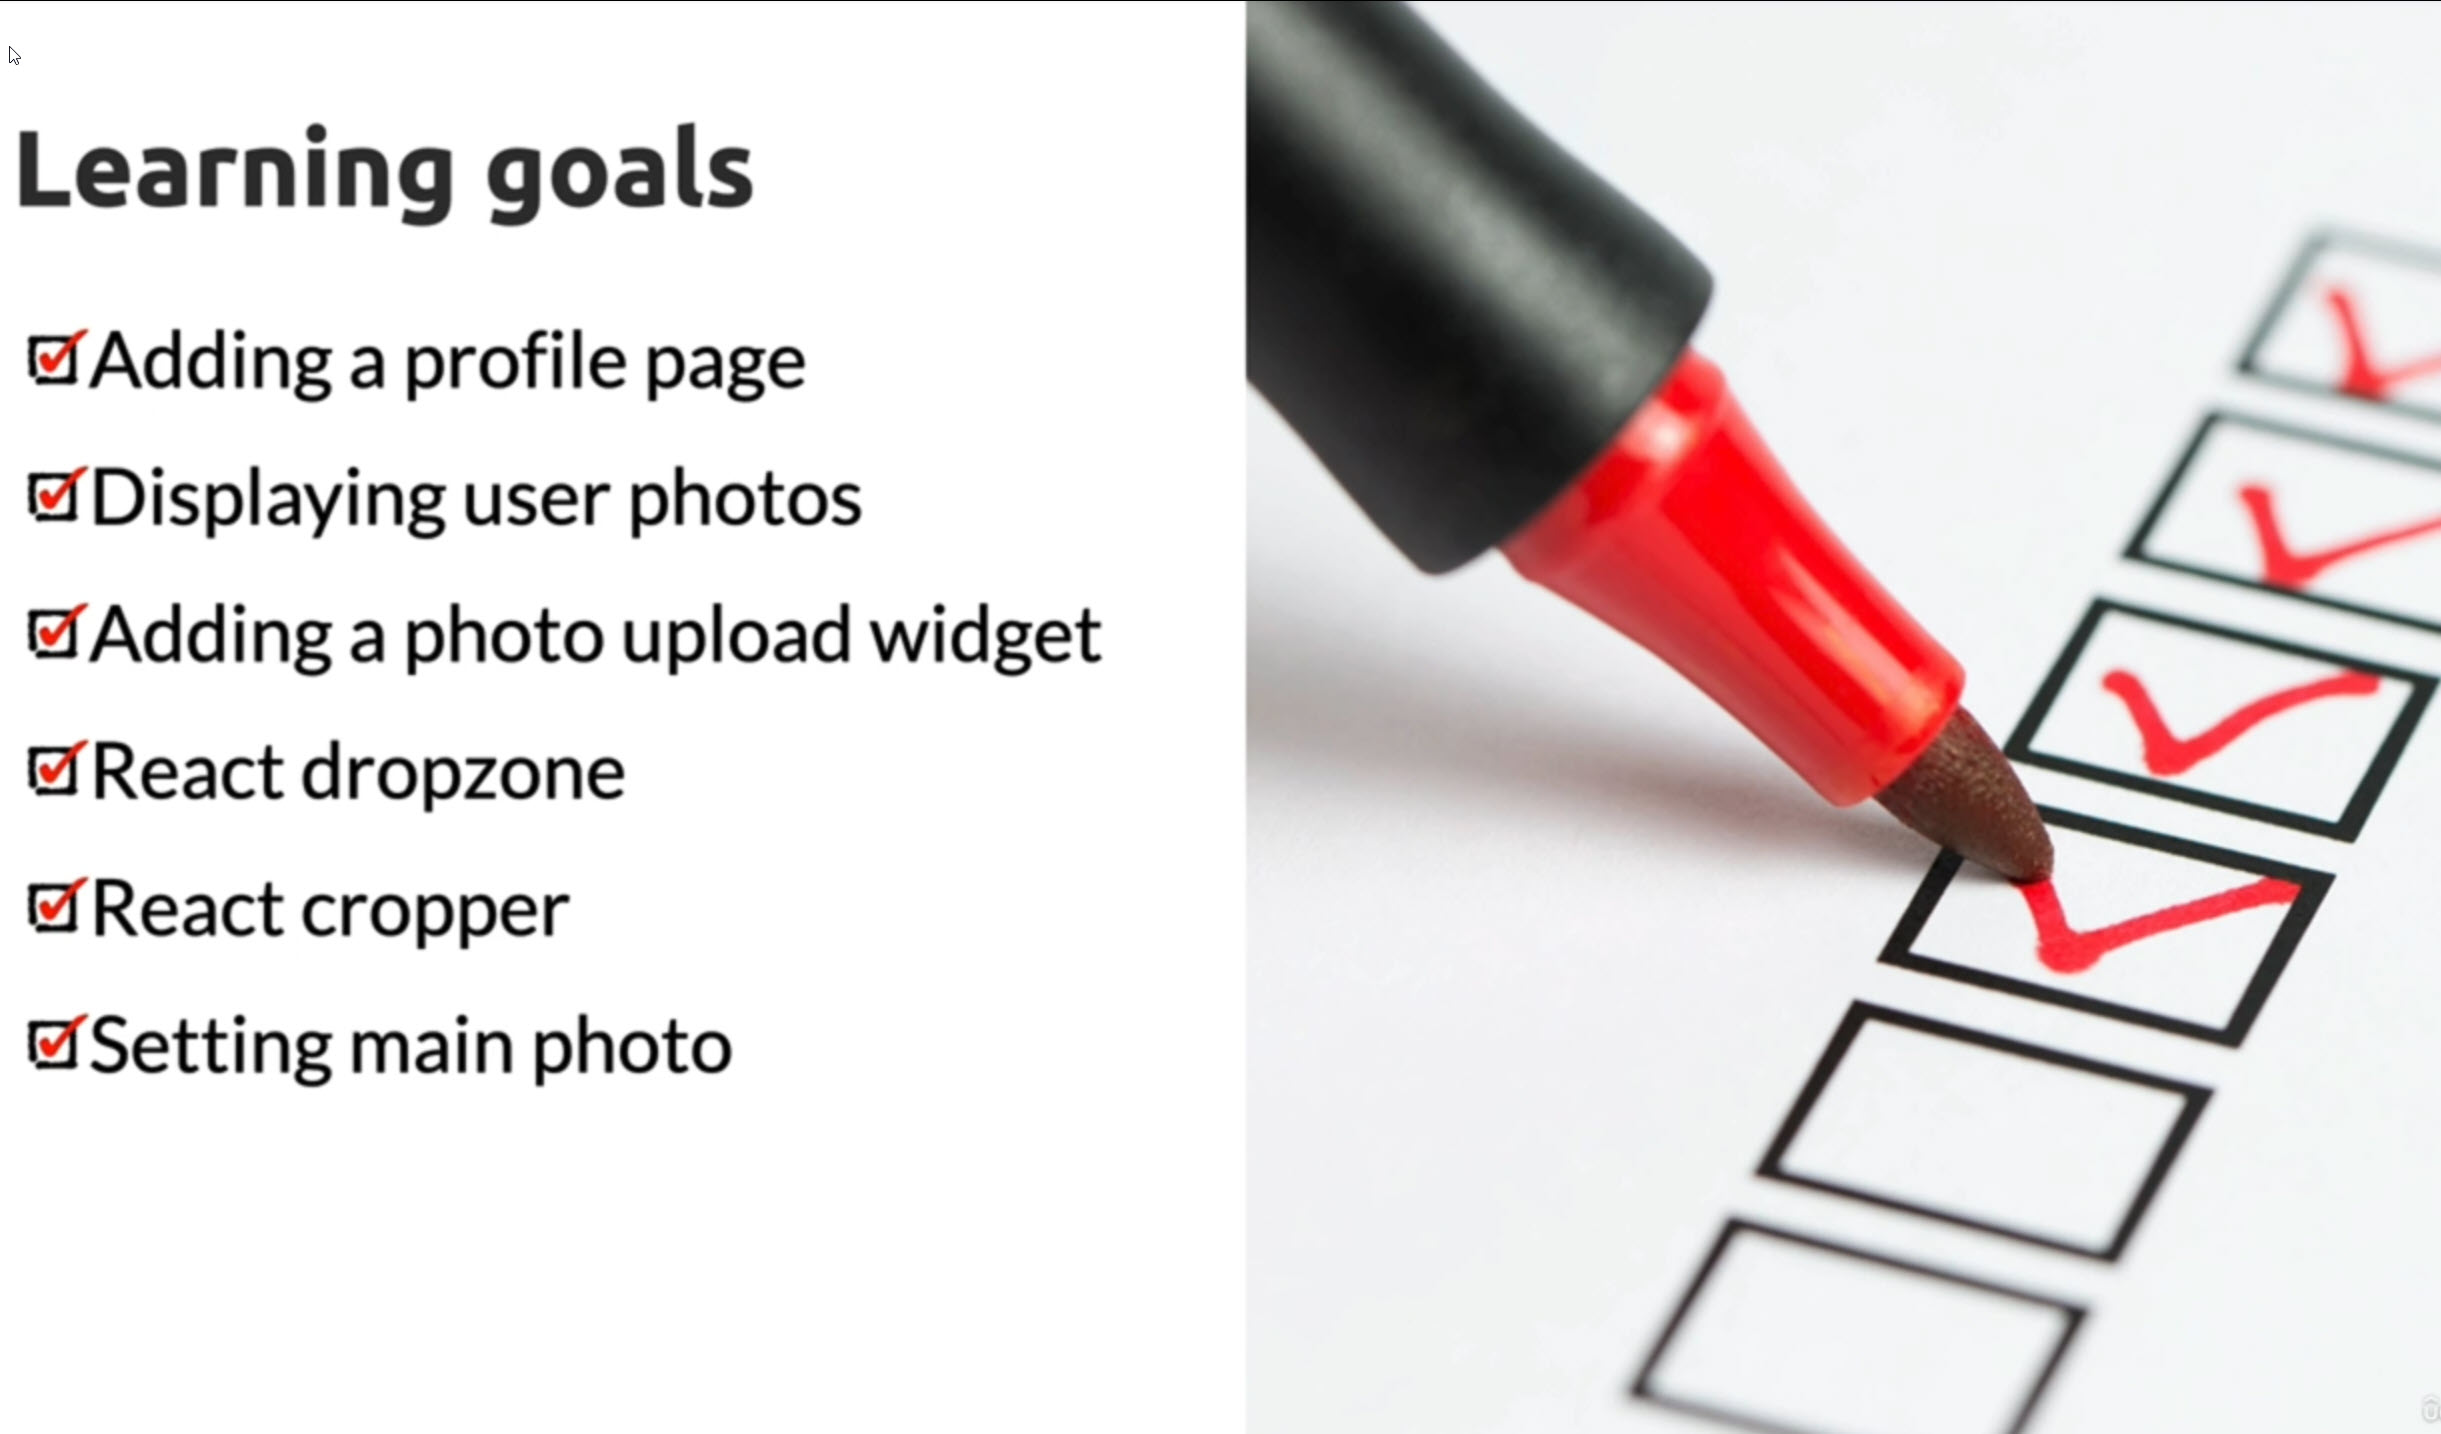 Learning goals
Adding a profile page
Displaying user photos
Adding a photo upload widget
React dropzone
React cropper
Setting main photo